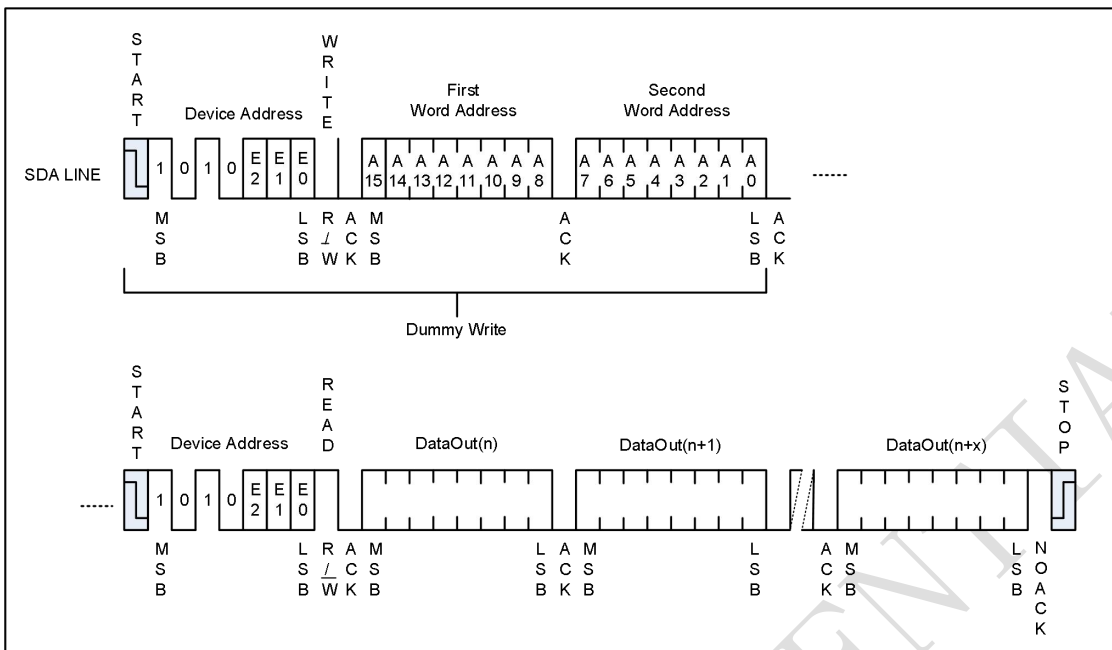 START
WRITE
Device Address
First
Word Address
Second
Word Address
SDA LINE
1 0 1 0 E2 E1 E0
A15 A14 A13 A12 A11 A10 A9 A8
A7 A6 A5 A4 A3 A2 A1 A0
MSB
LSB
R/W
ACK
MSB
ACK
LSB
ACK
Dummy Write
START
READ
STOP
Device Address
DataOut(n)
DataOut(n+1)
DataOut(n+x)
1 0 1 0 E2 E1 E0
MSB
LSB
R/W
ACK
MSB
LSB
ACK
MSB
LSB
ACK
MSB
LSB
NOACK